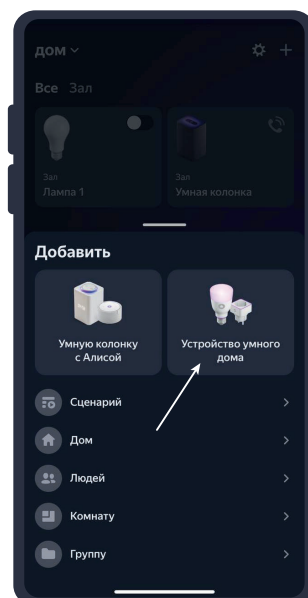 дом
Все Зал
Зал
Лампа 1
Зал
Умная колонка
Добавить
Умную колонку
с Алисой
Устройство умного
дома
Сценарий
Дом
Людей
Комнату
Группу